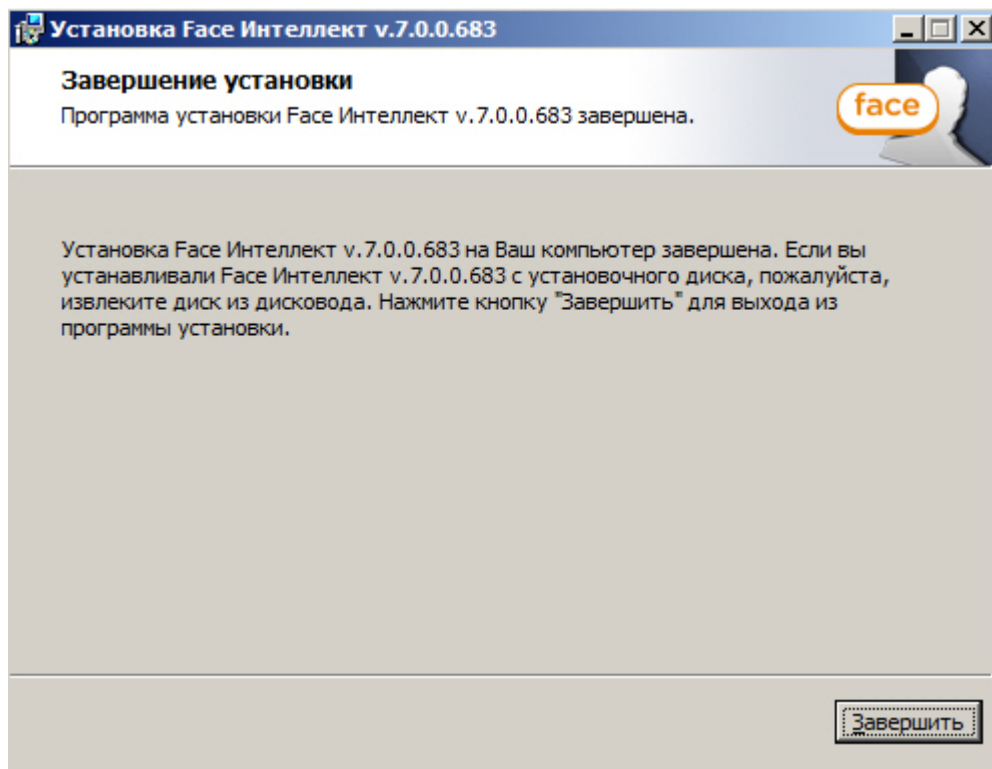 Установка Face Интеллект v.7.0.0.683
Завершение установки
Программа установки Face Интеллект v.7.0.0.683 завершена.
face
Установка Face Интеллект v.7.0.0.683 на Ваш компьютер завершена. Если вы
устанавливали Face Интеллект v.7.0.0.683 с установочного диска, пожалуйста,
извлеките диск из дисковода. Нажмите кнопку "Завершить" для выхода из
программы установки.
Завершить